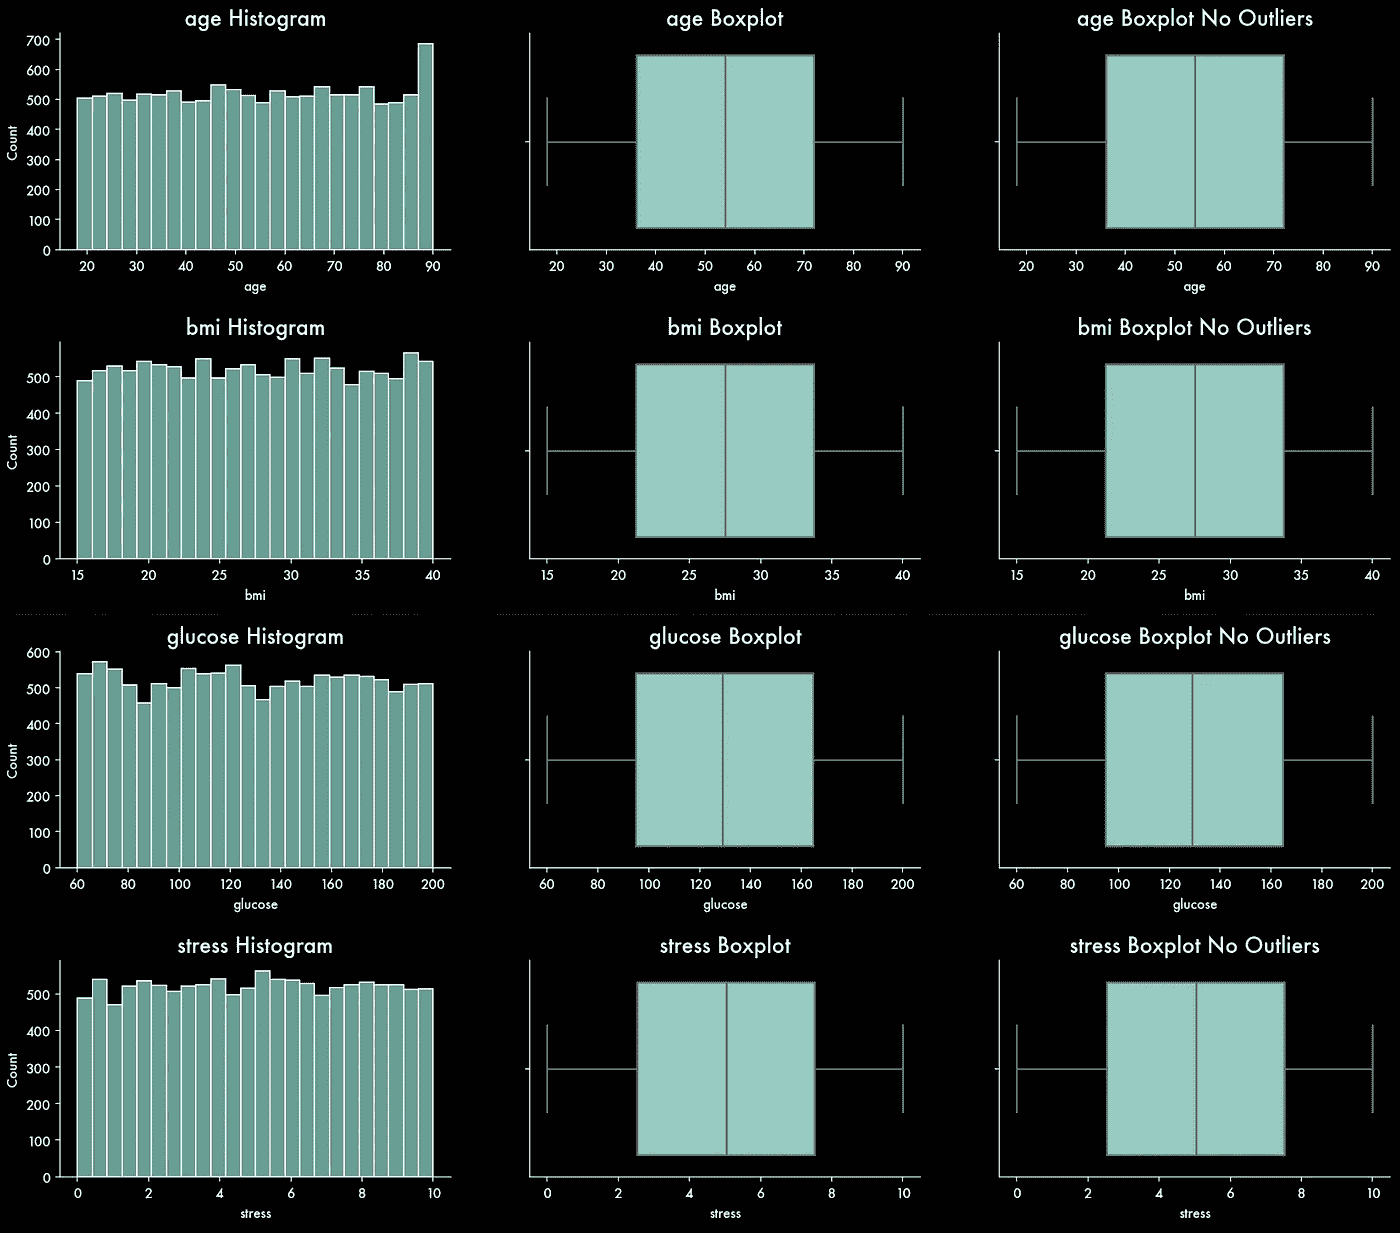 age Histogram
age Boxplot
age Boxplot No Outliers
700
600
500
400
300
200
100
0
Count
20 30 40 50 60 70 80 90
age
20 30 40 50 60 70 80 90
age
20 30 40 50 60 70 80 90
age
bmi Histogram
bmi Boxplot
bmi Boxplot No Outliers
500
400
300
200
100
0
Count
15 20 25 30 35 40
bmi
15 20 25 30 35 40
bmi
15 20 25 30 35 40
bmi
glucose Histogram
glucose Boxplot
glucose Boxplot No Outliers
600
500
400
300
200
100
0
Count
60 80 100 120 140 160 180 200
glucose
60 80 100 120 140 160 180 200
glucose
60 80 100 120 140 160 180 200
glucose
stress Histogram
stress Boxplot
stress Boxplot No Outliers
500
400
300
200
100
0
Count
0 2 4 6 8 10
stress
0 2 4 6 8 10
stress
0 2 4 6 8 10
stress